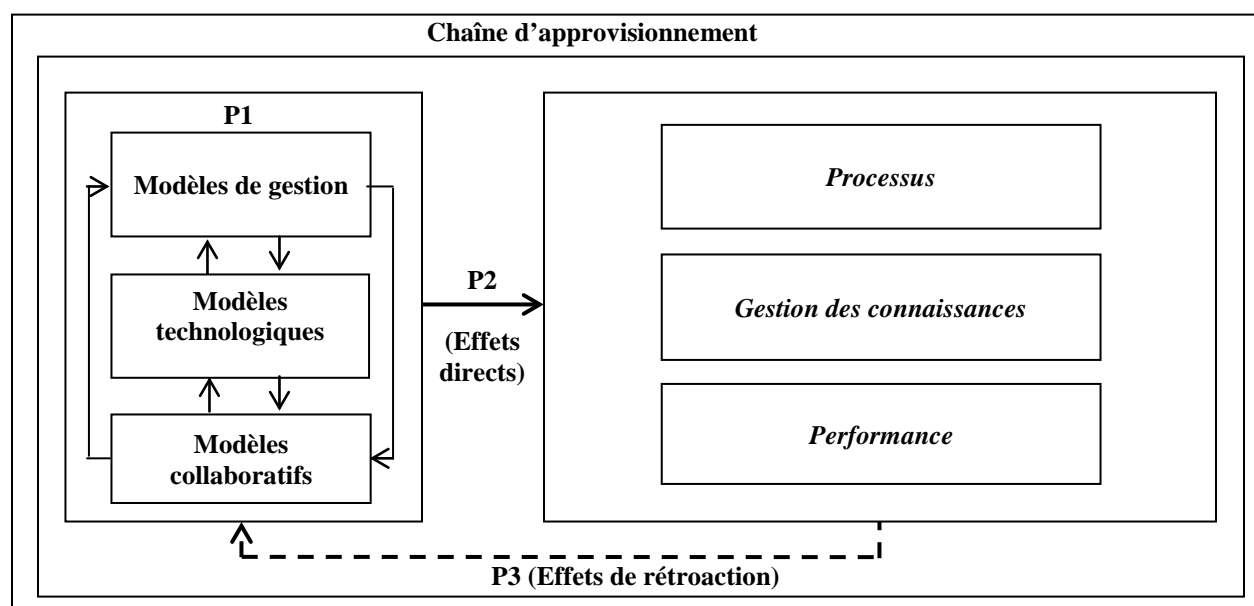 Chaîne d'approvisionnement
P1
Modèles de gestion
Modèles
technologiques
Modèles
collaboratifs
P2
(Effets
directs)
Processus
Gestion des connaissances
Performance
P3 (Effets de rétroaction)